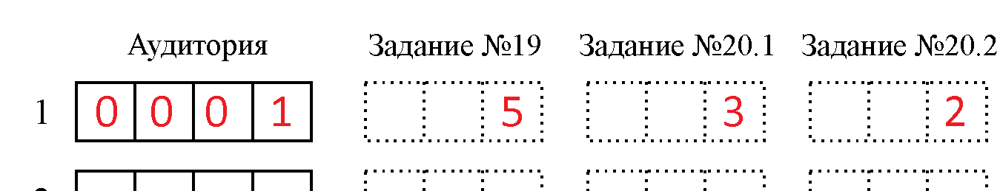 Аудитория Задание №19 Задание №20.1 Задание №20.2
1 0 0 0 1 5 3 2